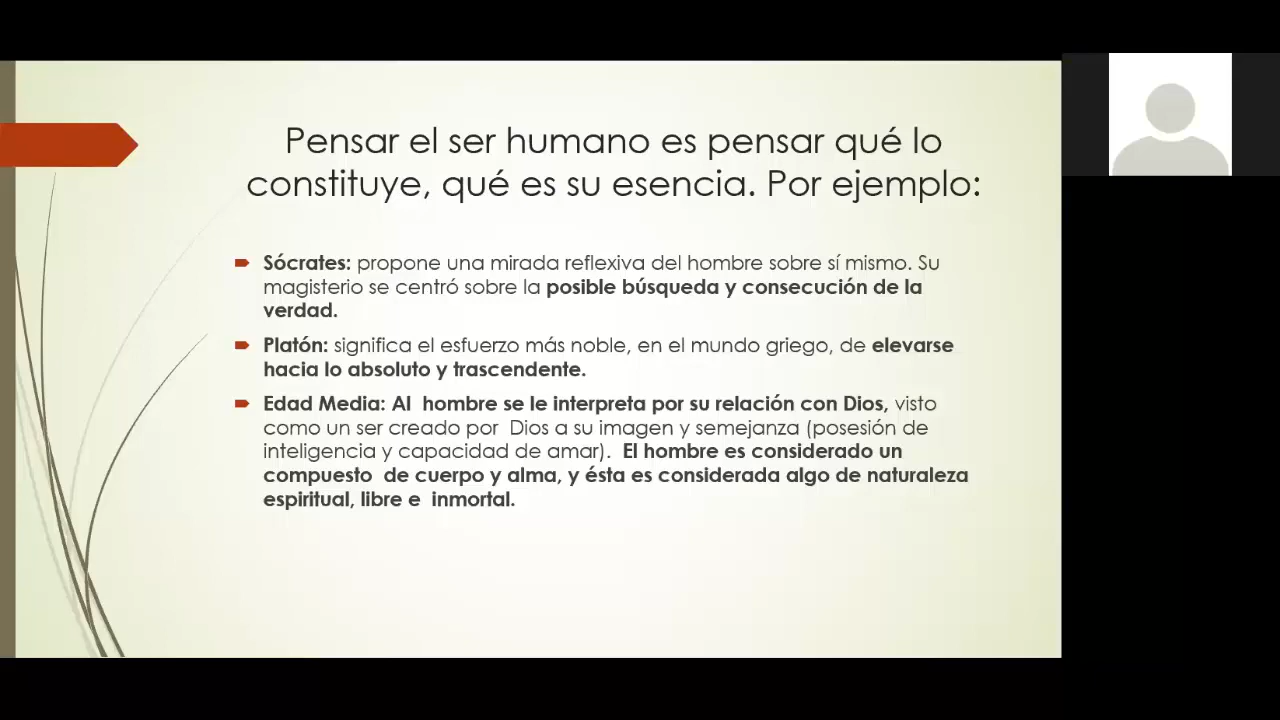 Pensar el ser humano es pensar qué lo
constituye, qué es su esencia. Por ejemplo:
Sócrates: propone una mirada reflexiva del hombre sobre sí mismo. Su
magisterio se centró sobre la posible búsqueda y consecución de la
verdad.
Platón: significa el esfuerzo más noble, en el mundo griego, de elevarse
hacia lo absoluto y trascendente.
Edad Media: Al  hombre se le interpreta por su relación con Dios, visto
como un ser creado por  Dios a su imagen y semejanza (posesión de
inteligencia y capacidad de amar).  El hombre es considerado un
compuesto  de cuerpo y alma, y ésta es considerada algo de naturaleza
espiritual, libre e  inmortal.